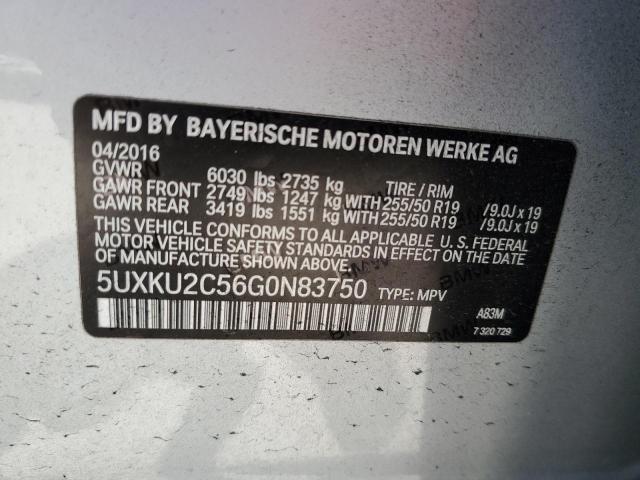 MFD BY BAYERISCHE MOTOREN WERKE AG
04/2016
GVWR 6030 lbs 2735 kg TIRE / RIM
GAWR FRONT 2749 lbs 1247 kg WITH 255/50 R19 /9.0J x 19
GAWR REAR 3419 lbs 1551 kg WITH 255/50 R19 /9.0J x 19
THIS VEHICLE CONFORMS TO ALL APPLICABLE U. S. FEDERAL
MOTOR VEHICLE SAFETY STANDARDS IN EFFECT ON THE DATE
OF MANUFACTURE SHOWN ABOVE.
5UXKU2C56G0N83750 TYPE: MPV
A83M
7 320 729